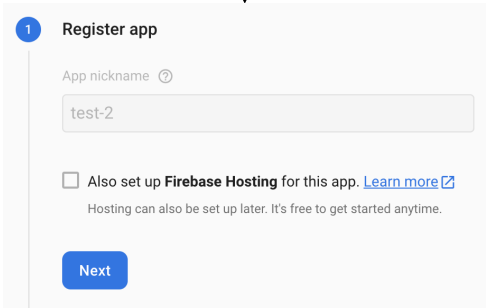 1 Register app
App nickname ?
test-2
Also set up Firebase Hosting for this app. Learn more
Hosting can also be set up later. It's free to get started anytime.
Next